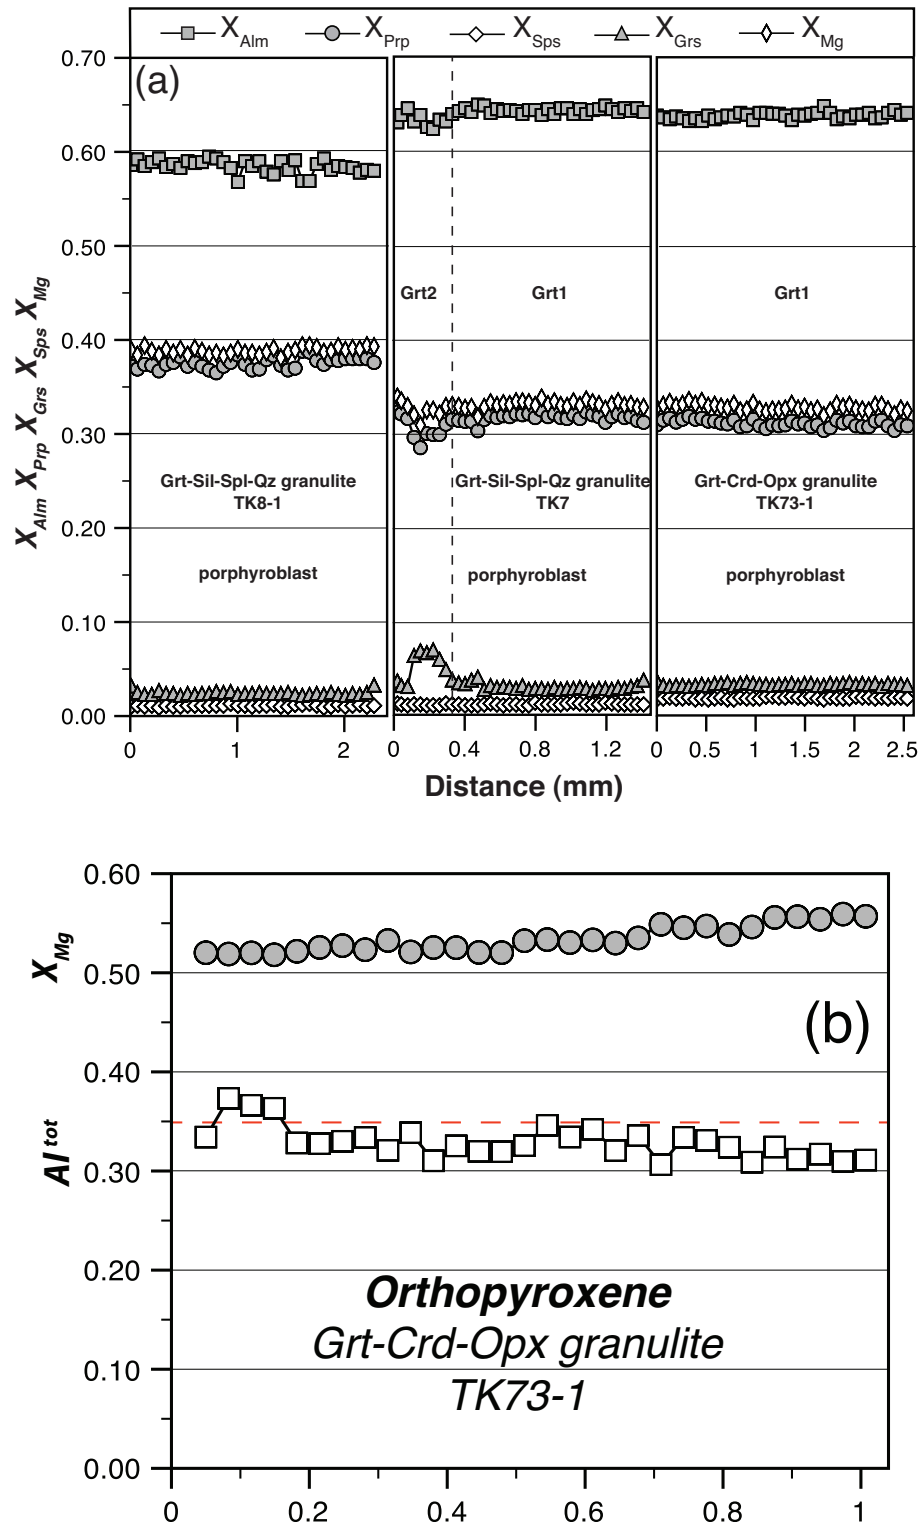 X_Alm X_Prp X_Sps X_Grs X_Mg
(a)
0.70
0.60
0.50
0.40
0.30
0.20
0.10
0.00
X_Alm X_Prp X_Grs X_Sps X_Mg
Grt2 Grt1 Grt1
Grt-Sil-Spl-Qz granulite Grt-Sil-Spl-Qz granulite Grt-Crd-Opx granulite
TK8-1 TK7 TK73-1
porphyroblast porphyroblast porphyroblast
0 1 2 0 0.4 0.8 1.2 0 0.5 1 1.5 2 2.5
Distance (mm)
0.60
0.50
0.40
0.30
0.20
0.10
0.00
X_Mg
Al^tot
(b)
Orthopyroxene
Grt-Crd-Opx granulite
TK73-1
0 0.2 0.4 0.6 0.8 1